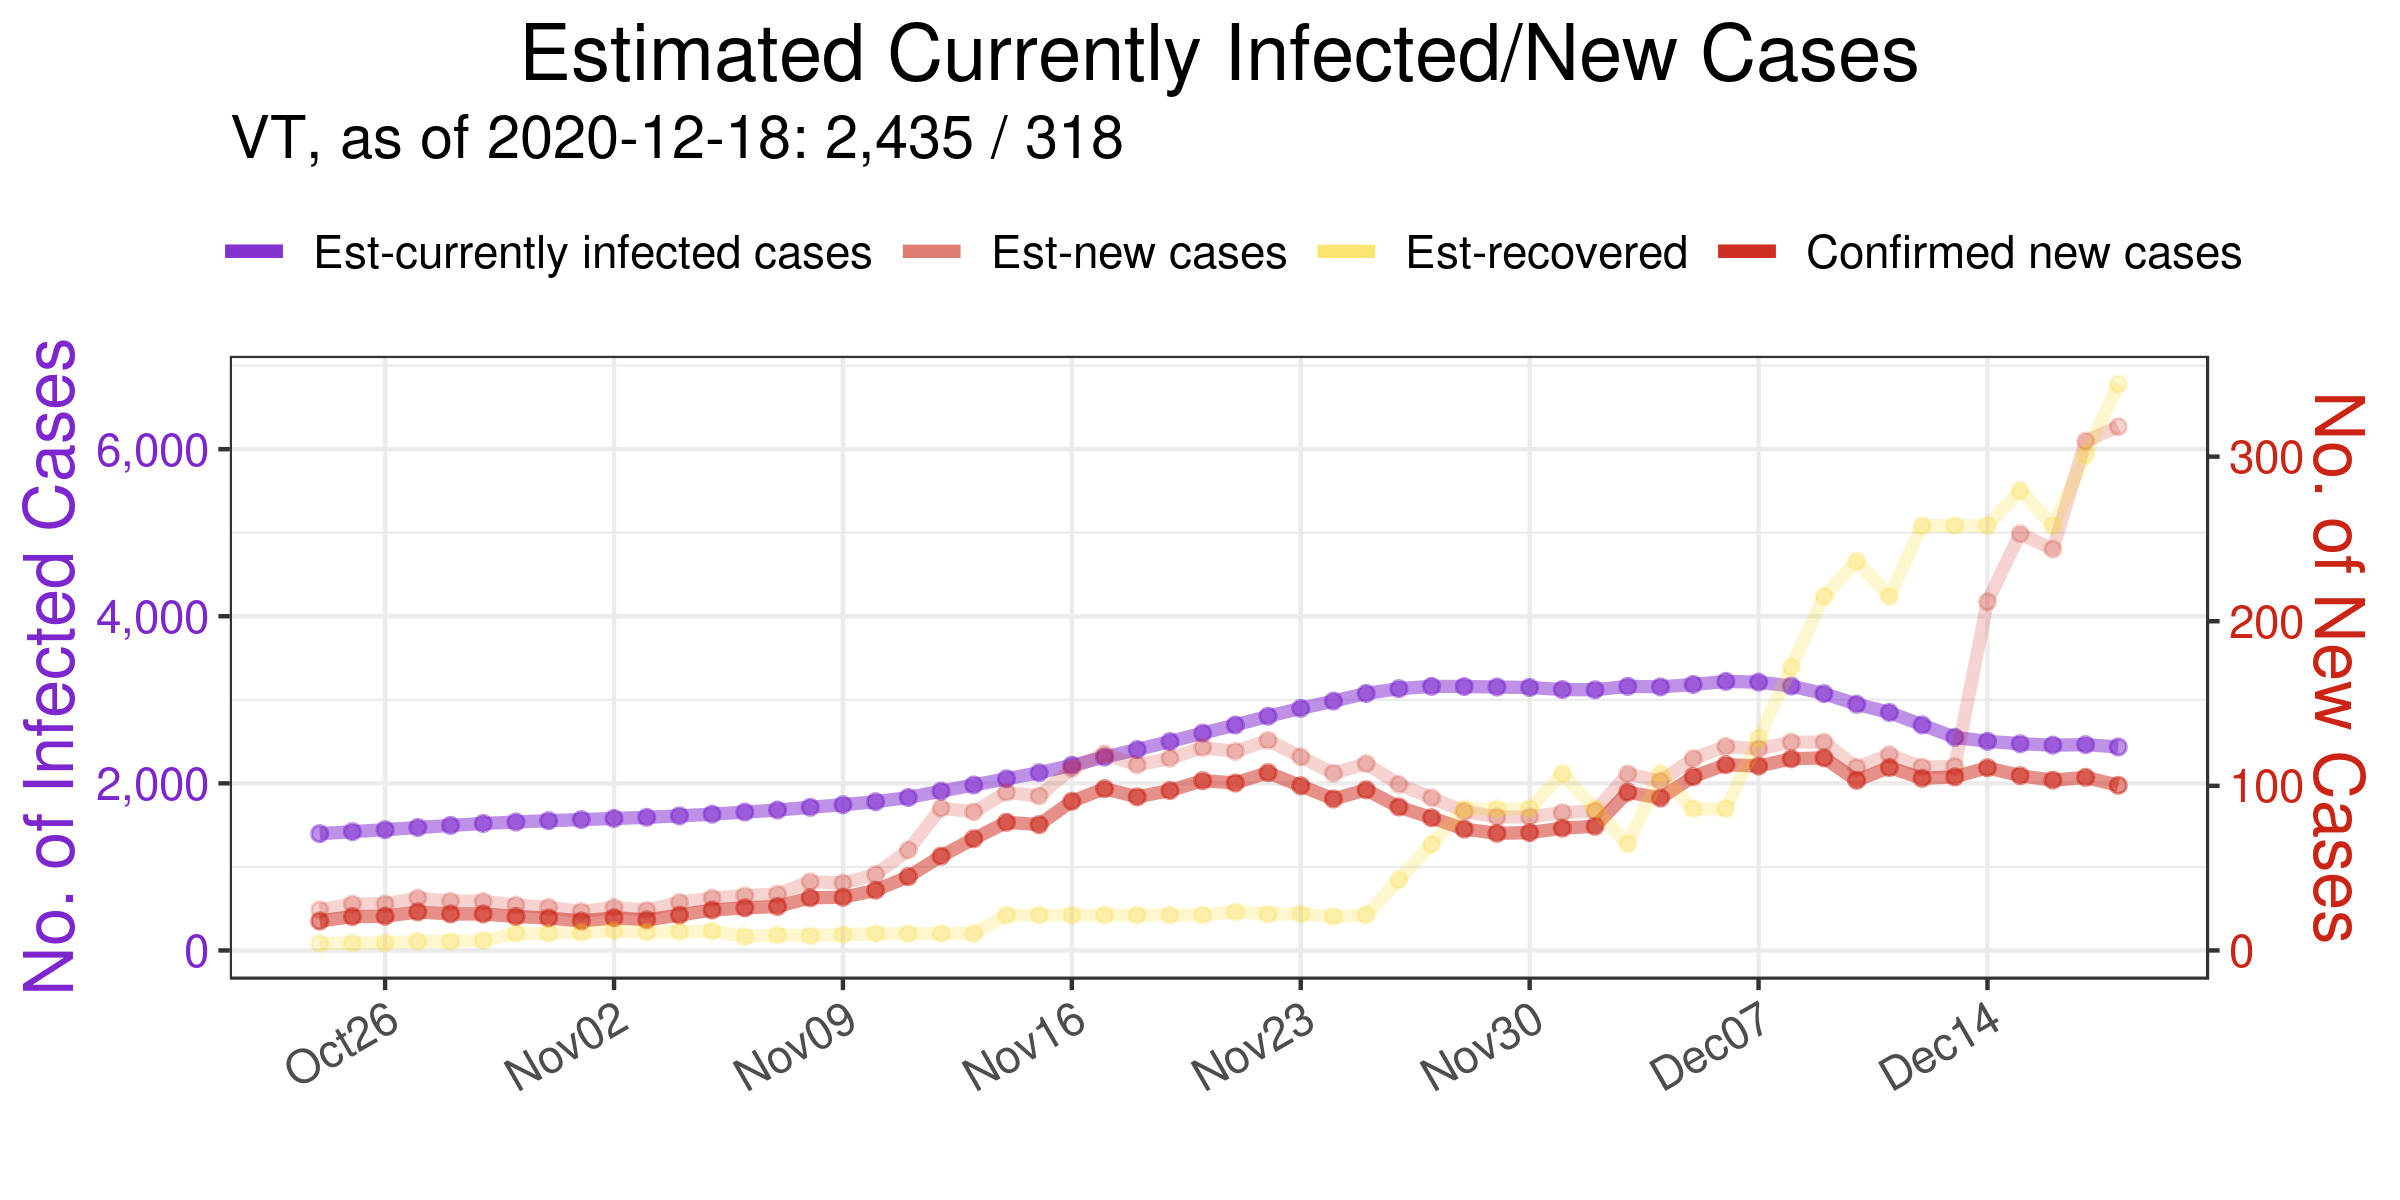 Estimated Currently Infected/New Cases
VT, as of 2020-12-18: 2,435 / 318
Est-currently infected cases Est-new cases Est-recovered Confirmed new cases
No. of Infected Cases
6,000
4,000
2,000
0
300
200
100
0
No. of New Cases
Oct26 Nov02 Nov09 Nov16 Nov23 Nov30 Dec07 Dec14